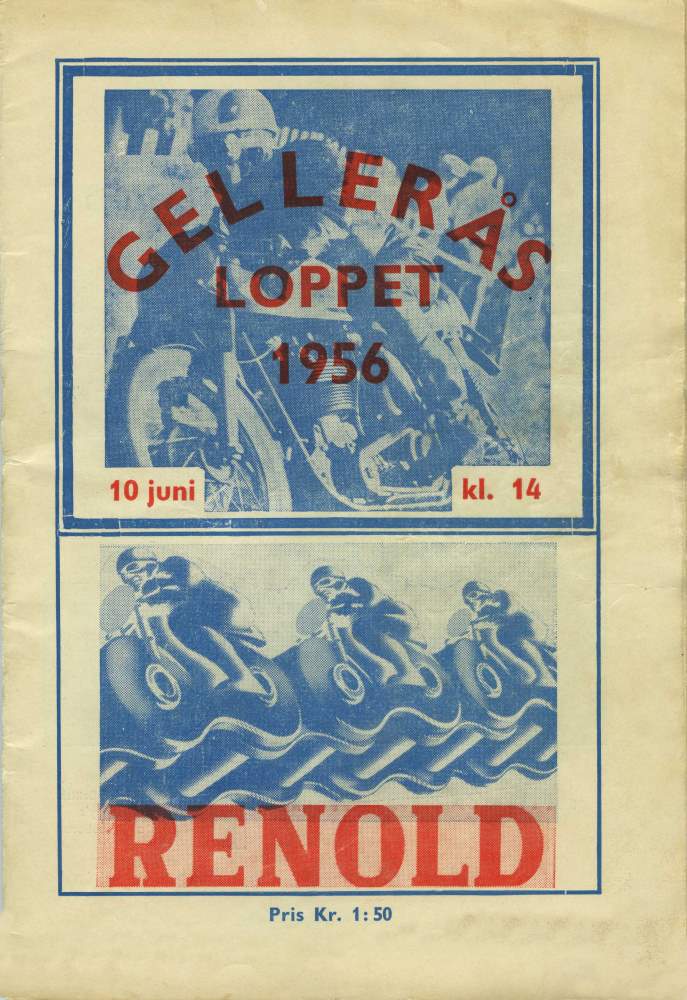 GELLERÅS
LOPPET
1956
10 juni
kl. 14
RENOLD
Pris Kr. 1:50